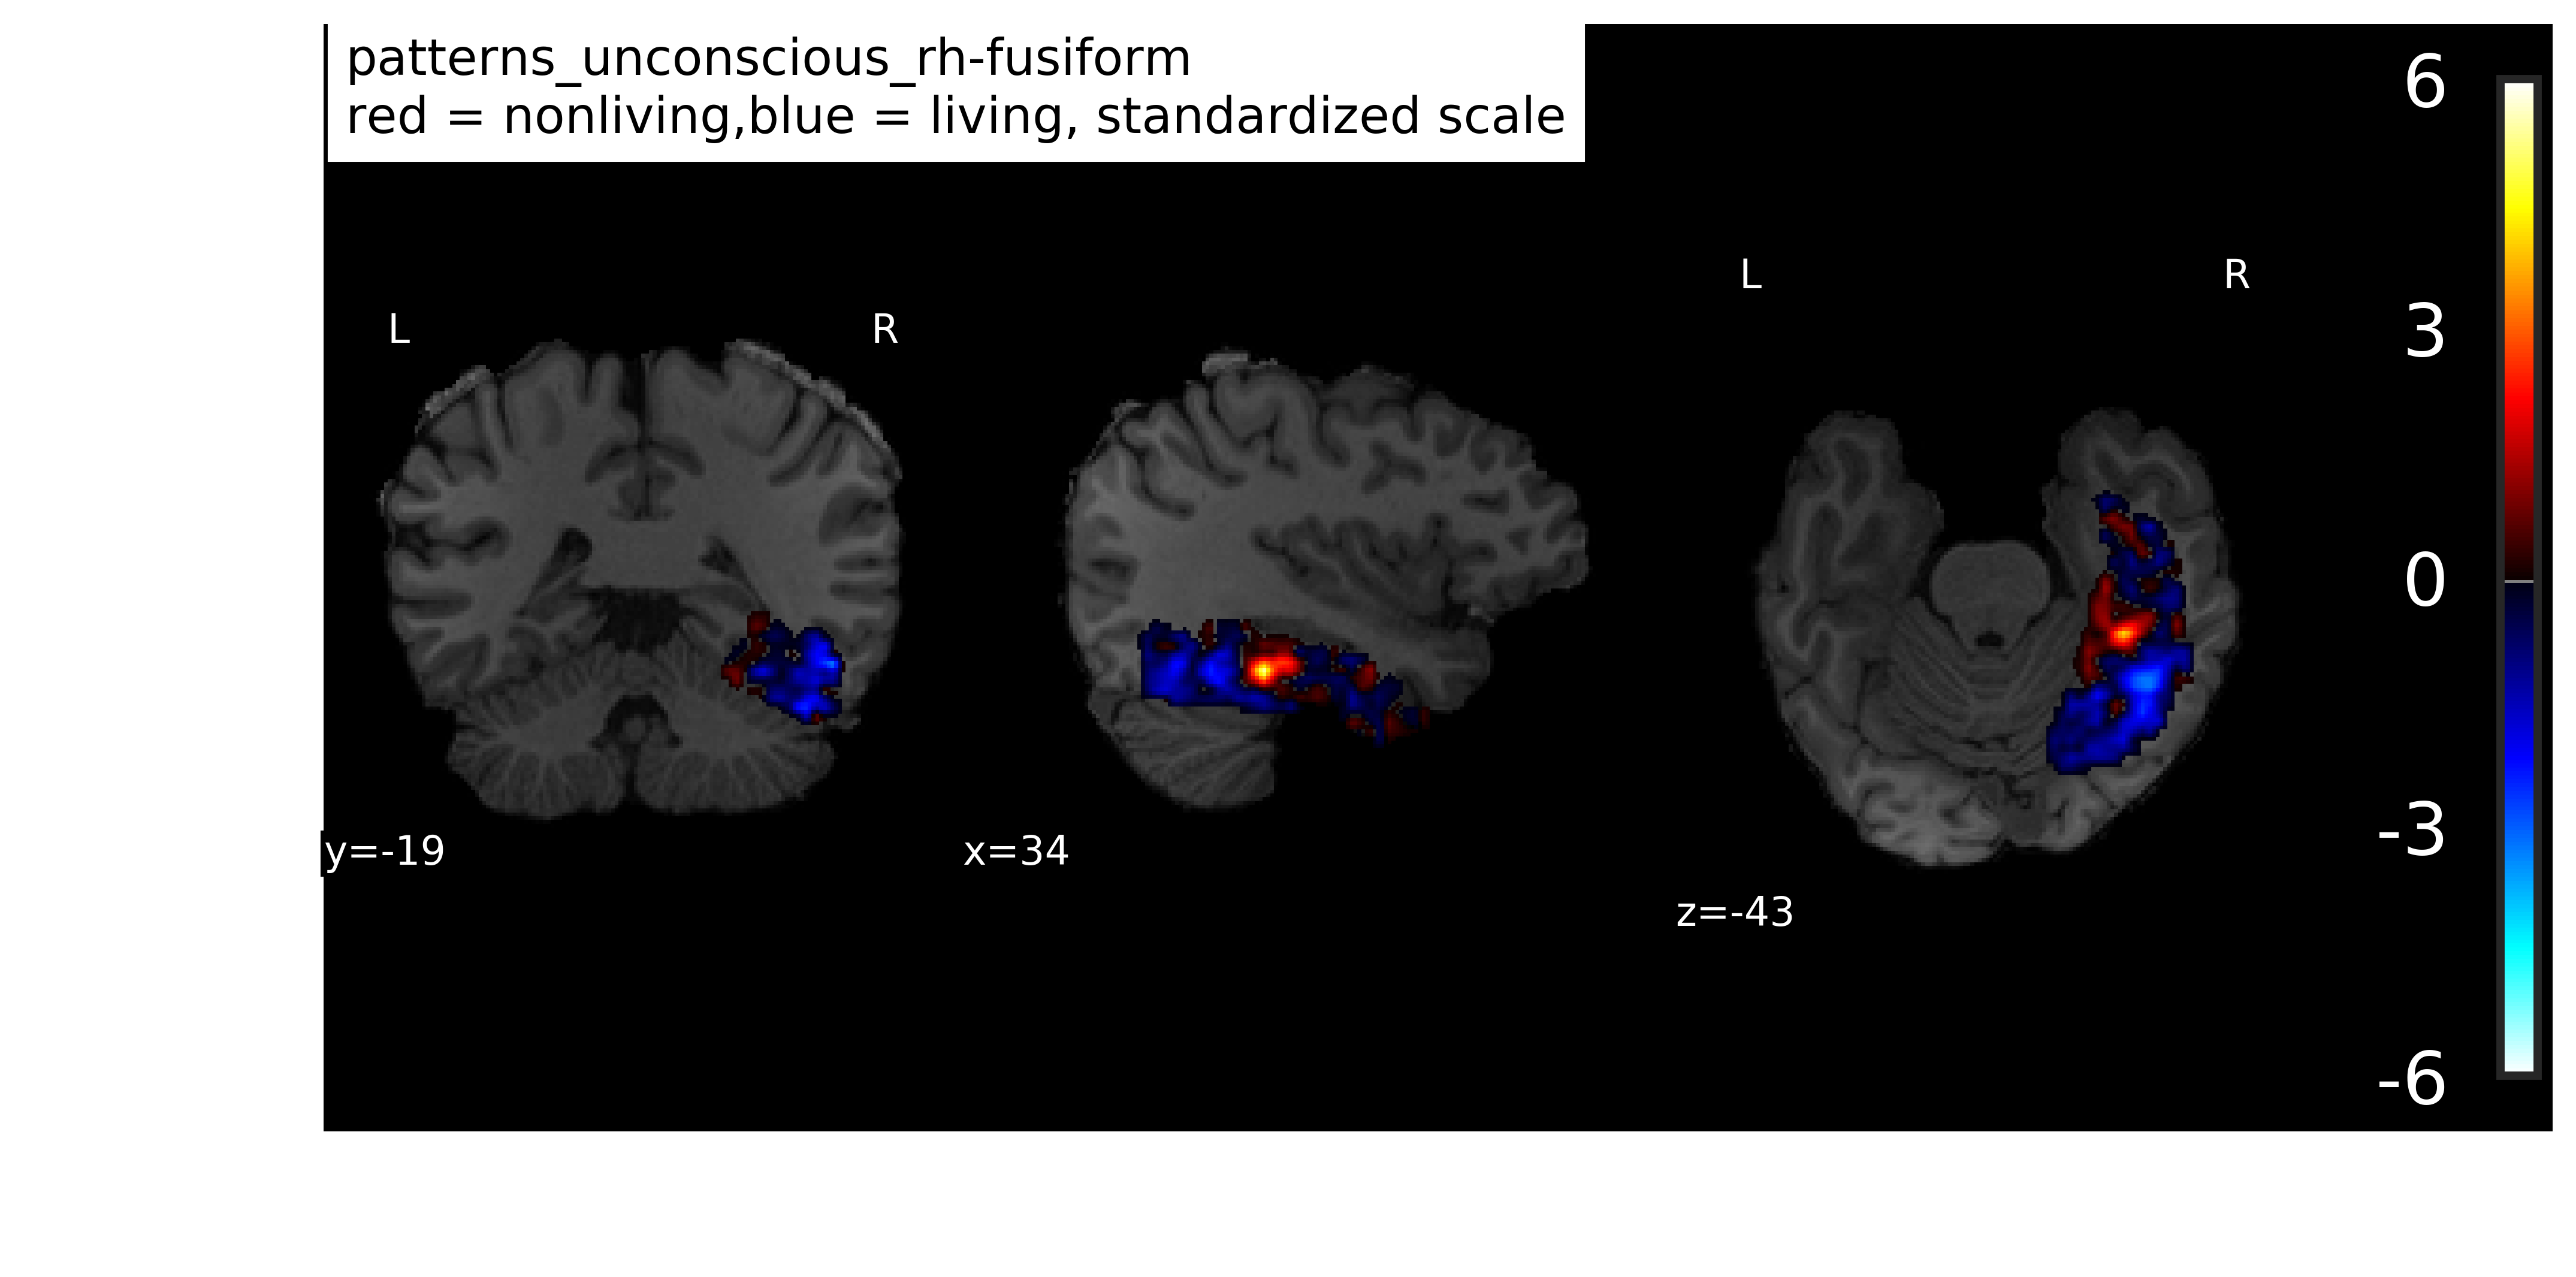 patterns_unconscious_rh-fusiform
red = nonliving,blue = living, standardized scale
L
R
L
R
y=-19
x=34
z=-43
6
3
0
-3
-6